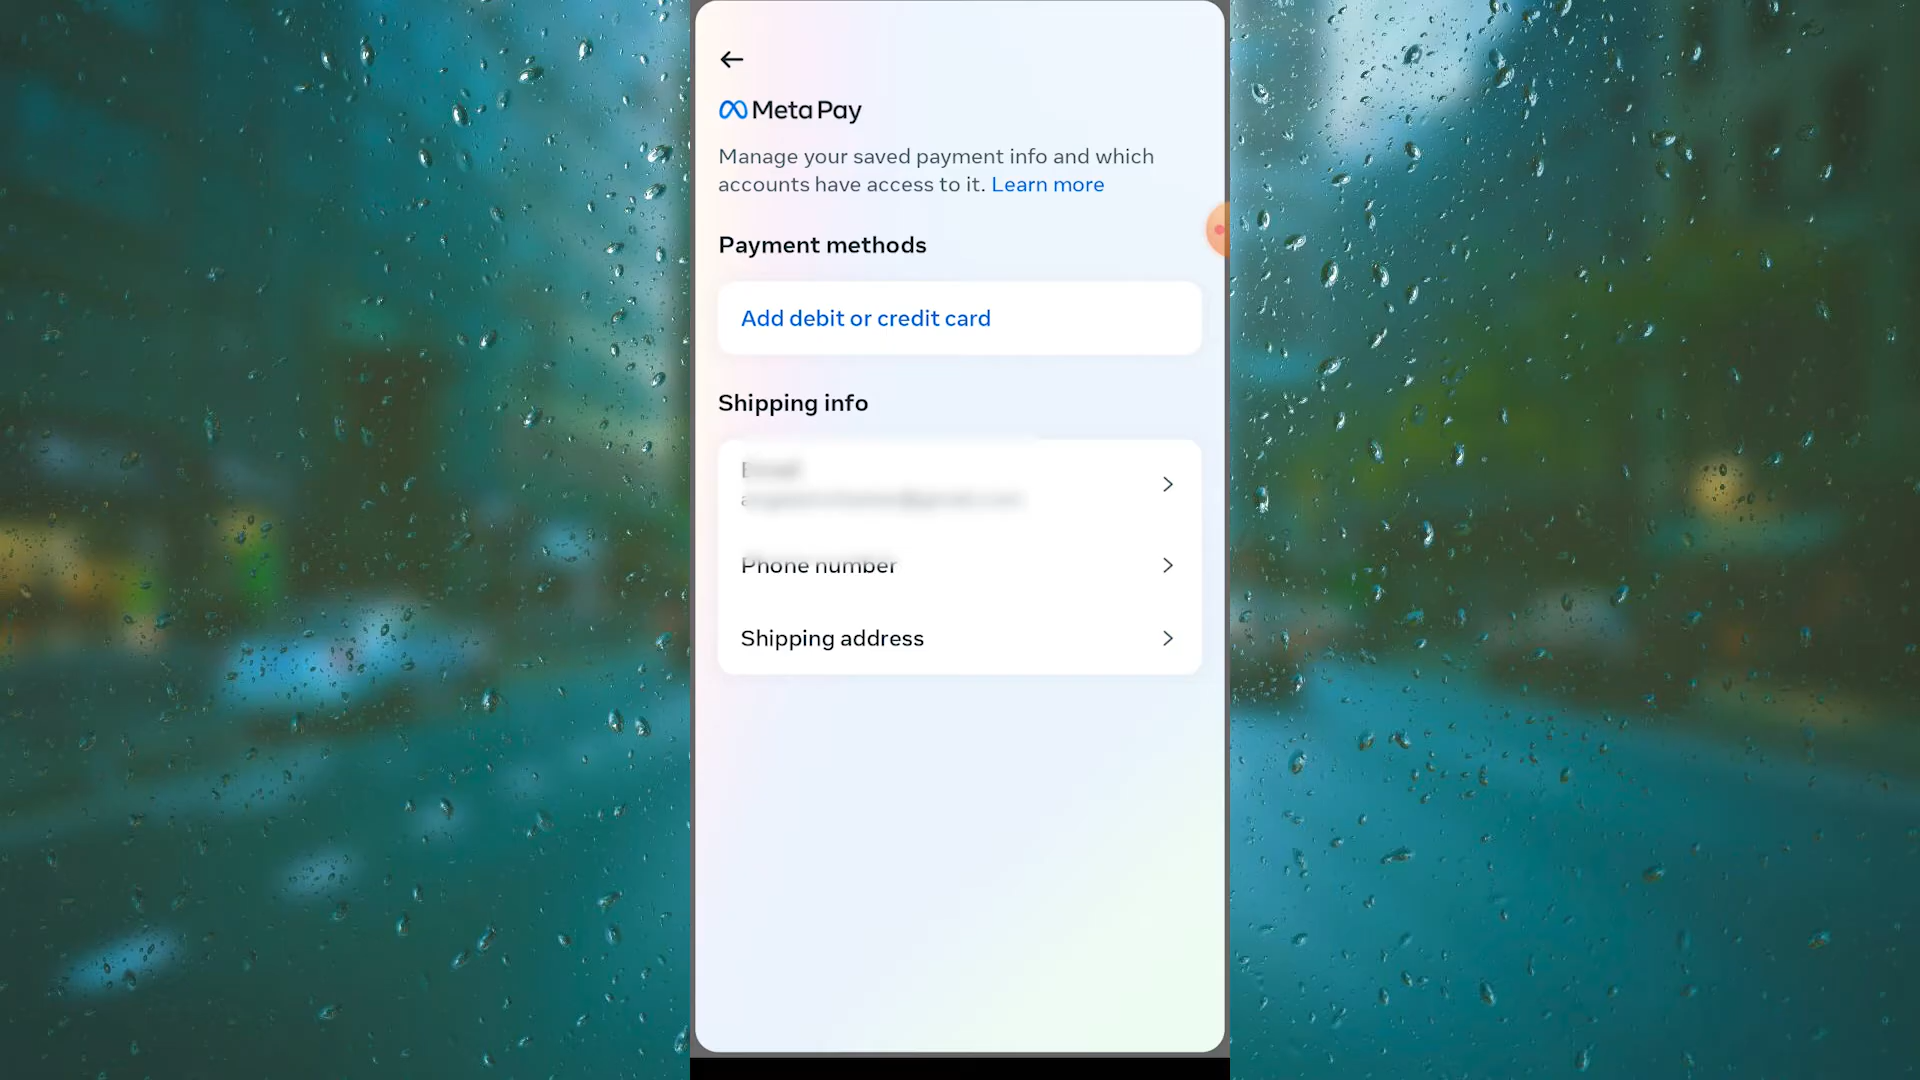 Meta Pay
Manage your saved payment info and which
accounts have access to it. Learn more
Payment methods
Add debit or credit card
Shipping info
Phone number
Shipping address